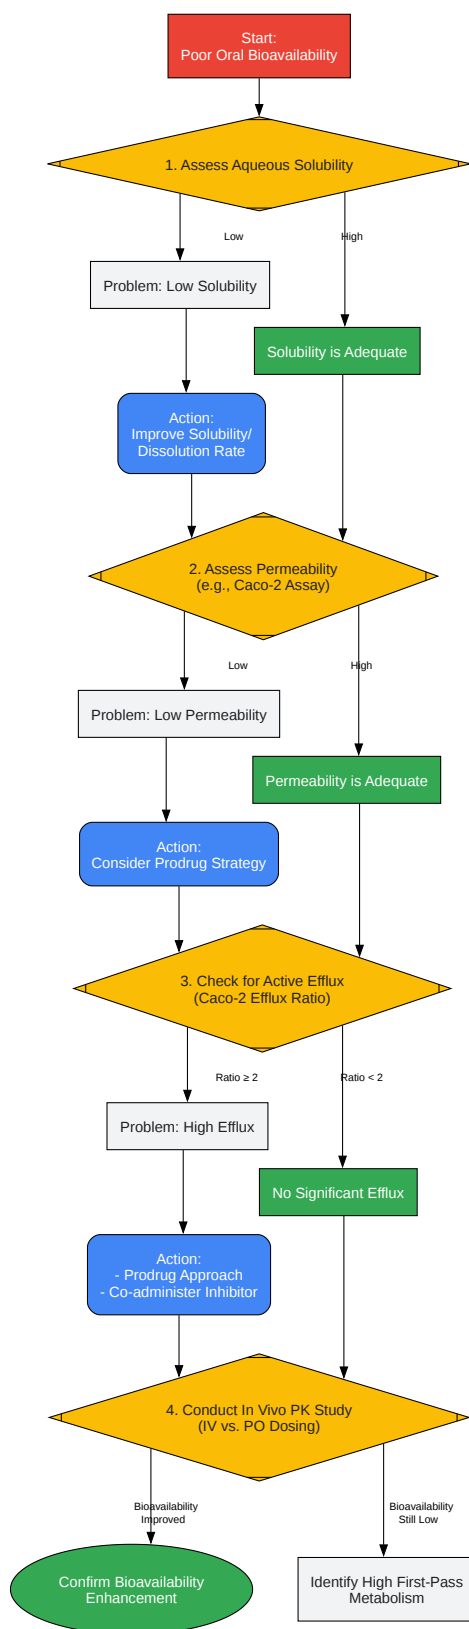 Start:
Poor Oral Bioavailability
1. Assess Aqueous Solubility
Low
High
Problem: Low Solubility
Solubility is Adequate
Action:
Improve Solubility/
Dissolution Rate
2. Assess Permeability
(e.g., Caco-2 Assay)
Low
High
Problem: Low Permeability
Permeability is Adequate
Action:
Consider Prodrug Strategy
3. Check for Active Efflux
(Caco-2 Efflux Ratio)
Ratio ≥ 2
Ratio < 2
Problem: High Efflux
No Significant Efflux
Action:
- Prodrug Approach
- Co-administer Inhibitor
4. Conduct In Vivo PK Study
(IV vs. PO Dosing)
Bioavailability
Improved
Bioavailability
Still Low
Confirm Bioavailability
Enhancement
Identify High First-Pass
Metabolism